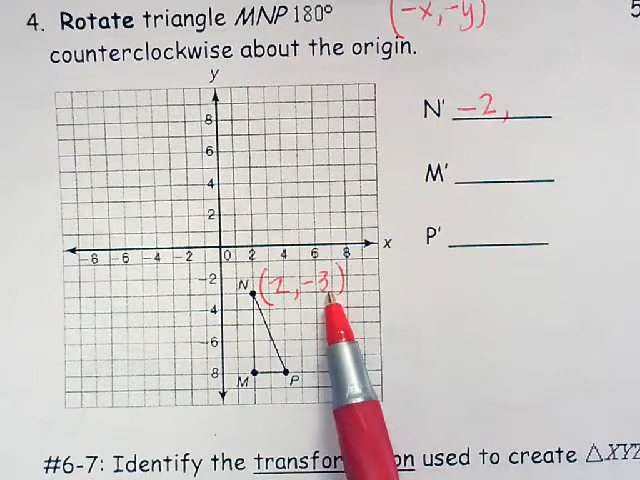 4. Rotate triangle MNP 180° (-x, -y) 5
counterclockwise about the origin.
y
8
6
4
2
-8 -6 -4 -2 0 2 4 6 8 x
-2
-4
-6
8
N (2, -3)
M P
N' -2,
M'
P'
#6-7: Identify the transfor on used to create △XYZ